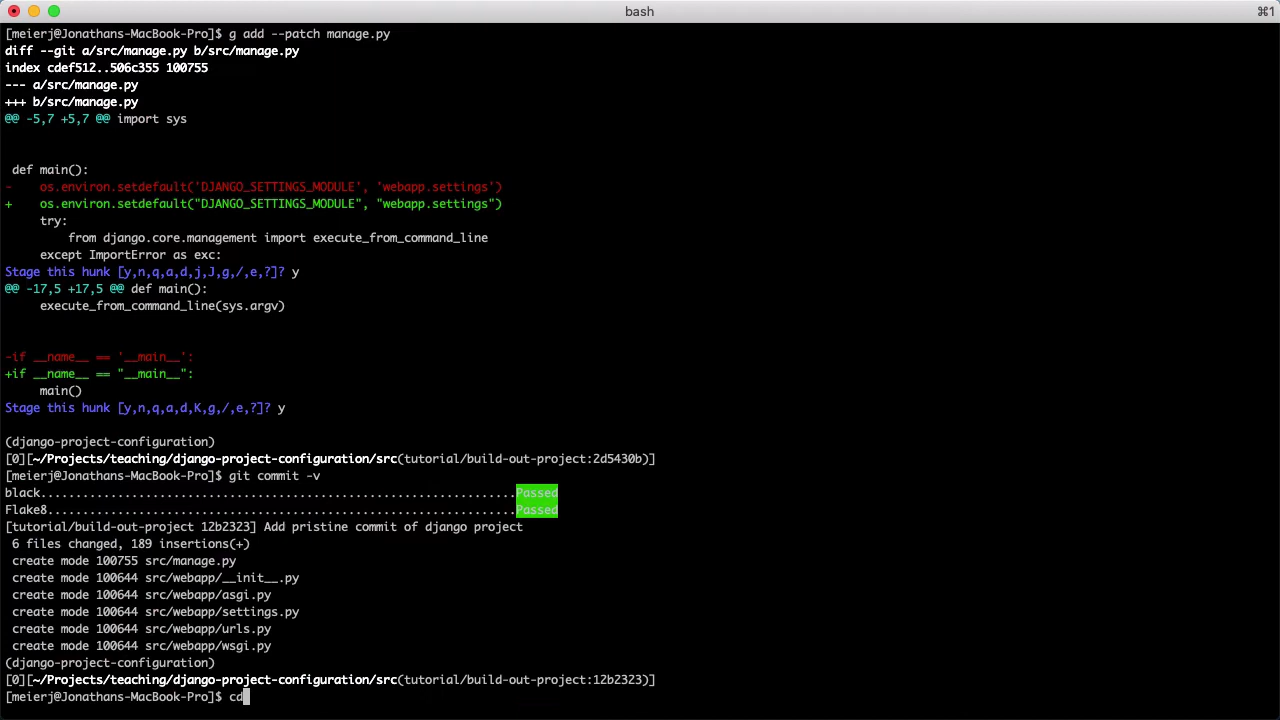 bash
⌘1
[meierj@Jonathans-MacBook-Pro]$ g add --patch manage.py
diff --git a/src/manage.py b/src/manage.py
index cdef512..506c355 100755
--- a/src/manage.py
+++ b/src/manage.py
@@ -5,7 +5,7 @@ import sys
 def main():
-    os.environ.setdefault('DJANGO_SETTINGS_MODULE', 'webapp.settings')
+    os.environ.setdefault("DJANGO_SETTINGS_MODULE", "webapp.settings")
     try:
         from django.core.management import execute_from_command_line
     except ImportError as exc:
Stage this hunk [y,n,q,a,d,j,J,g,/,e,?]? y
@@ -17,5 +17,5 @@ def main():
     execute_from_command_line(sys.argv)
-if __name__ == '__main__':
+if __name__ == "__main__":
     main()
Stage this hunk [y,n,q,a,d,K,g,/,e,?]? y
(django-project-configuration)
[0][~/Projects/teaching/django-project-configuration/src(tutorial/build-out-project:2d5430b)]
[meierj@Jonathans-MacBook-Pro]$ git commit -v
black....................................................................Passed
Flake8...................................................................Passed
[tutorial/build-out-project 12b2323] Add pristine commit of django project
 6 files changed, 189 insertions(+)
 create mode 100755 src/manage.py
 create mode 100644 src/webapp/__init__.py
 create mode 100644 src/webapp/asgi.py
 create mode 100644 src/webapp/settings.py
 create mode 100644 src/webapp/urls.py
 create mode 100644 src/webapp/wsgi.py
(django-project-configuration)
[0][~/Projects/teaching/django-project-configuration/src(tutorial/build-out-project:12b2323)]
[meierj@Jonathans-MacBook-Pro]$ cd